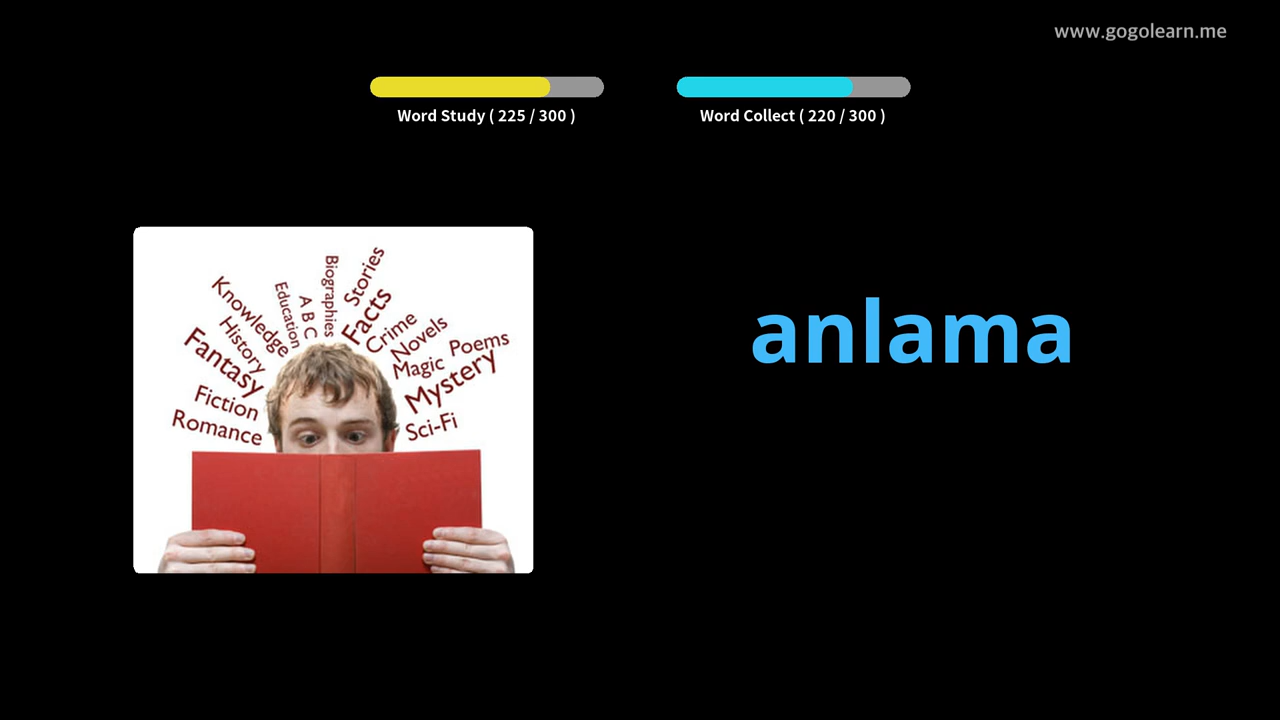 www.gogolearn.me
Word Study ( 225 / 300 )
Word Collect ( 220 / 300 )
anlama
Biographies
Stories
Education
A B C
Facts
Knowledge
Crime
History
Novels
Fantasy
Magic
Poems
Mystery
Fiction
Romance
Sci-Fi